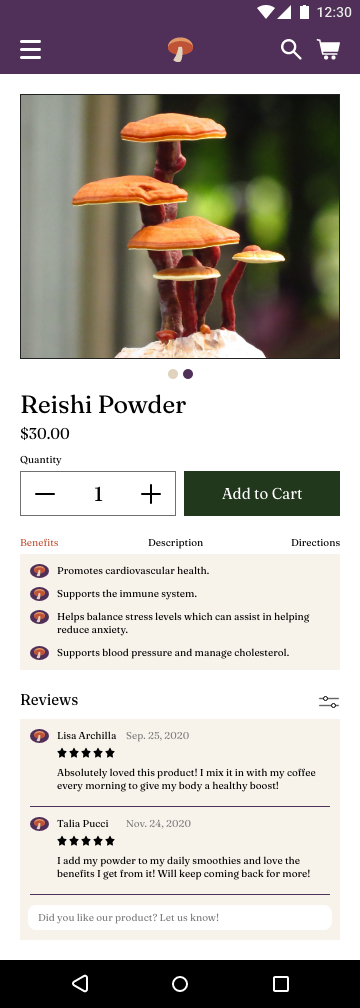 12:30
Reishi Powder
$30.00
Quantity
1
Add to Cart
Benefits Description Directions
Promotes cardiovascular health.
Supports the immune system.
Helps balance stress levels which can assist in helping
reduce anxiety.
Supports blood pressure and manage cholesterol.
Reviews
Lisa Archilla Sep. 25, 2020
Absolutely loved this product! I mix it in with my coffee
every morning to give my body a healthy boost!
Talia Pucci Nov. 24, 2020
I add my powder to my daily smoothies and love the
benefits I get from it! Will keep coming back for more!
Did you like our product? Let us know!